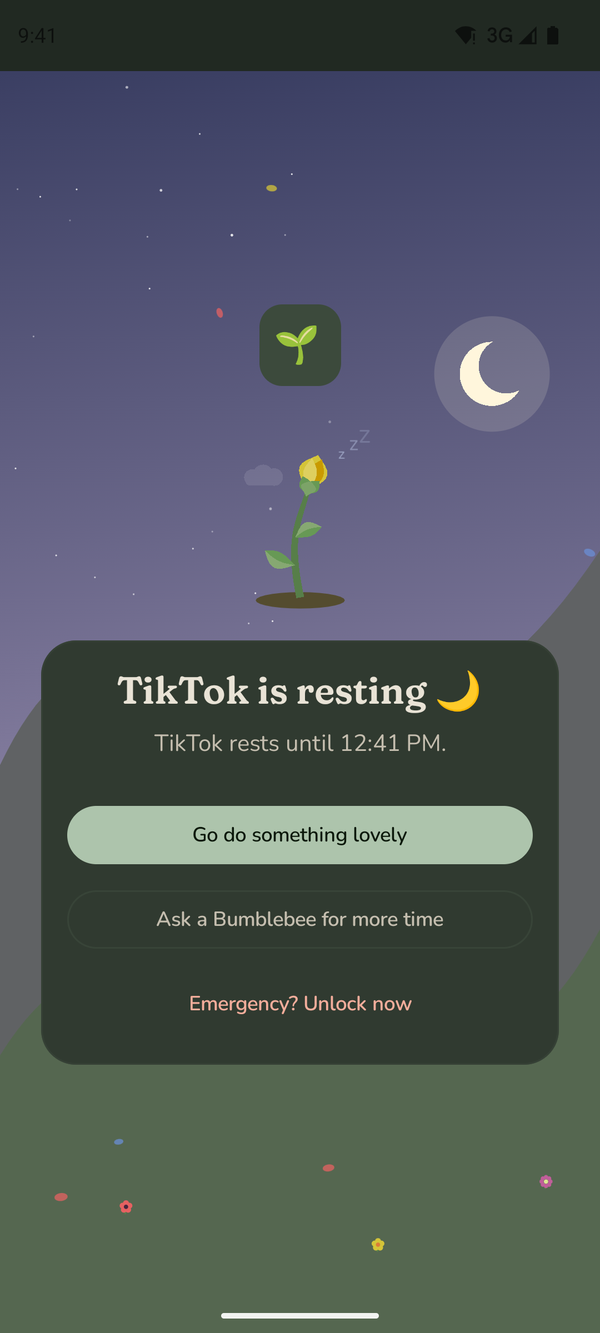 9:41
3G
z z Z
TikTok is resting 🌙
TikTok rests until 12:41 PM.
Go do something lovely
Ask a Bumblebee for more time
Emergency? Unlock now